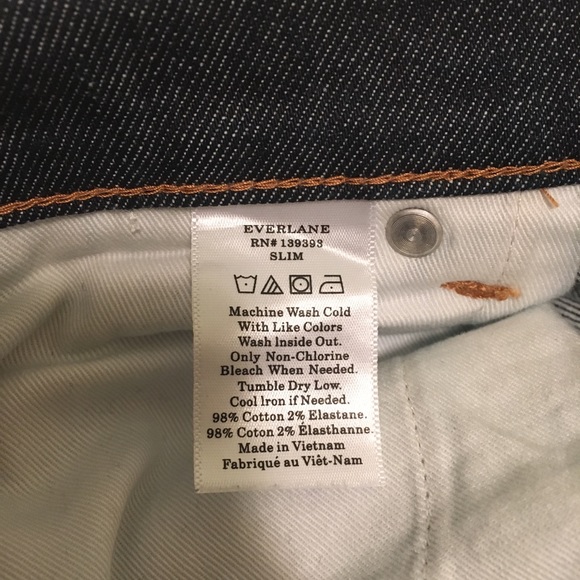 EVERLANE
RN# 139393
SLIM
Machine Wash Cold
With Like Colors
Wash Inside Out.
Only Non-Chlorine
Bleach When Needed.
Tumble Dry Low.
Cool Iron if Needed.
98% Cotton 2% Elastane.
98% Coton 2% Élasthanne.
Made in Vietnam
Fabriqué au Viêt-Nam